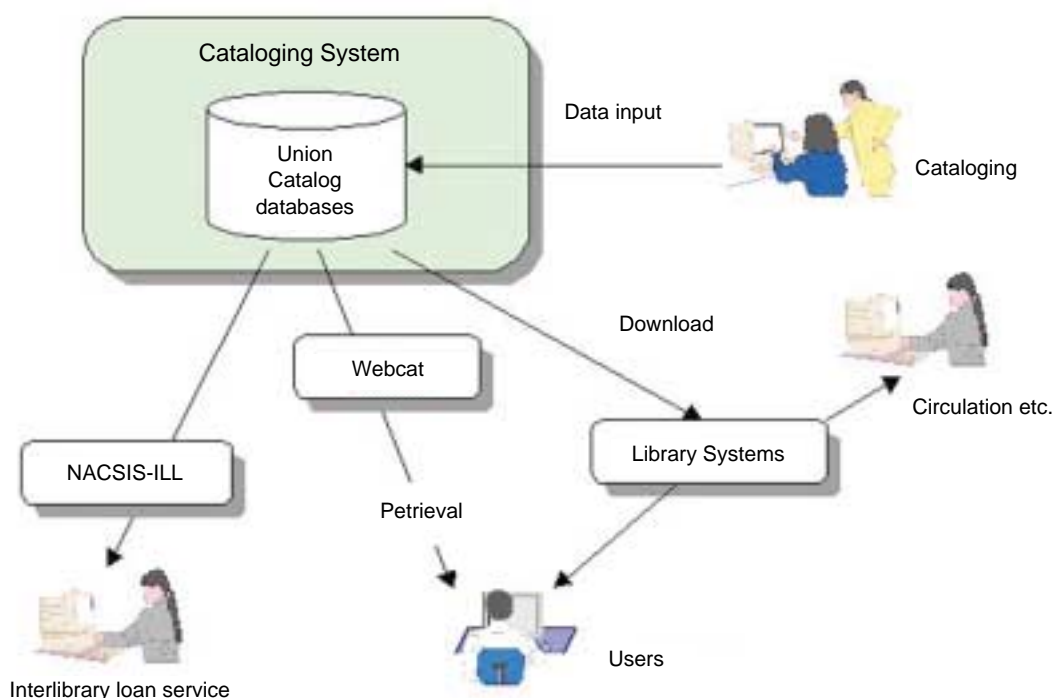 Cataloging System
Union
Catalog
databases
Data input
Cataloging
Download
Webcat
Circulation etc.
NACSIS-ILL
Library Systems
Petrieval
Users
Interlibrary loan service